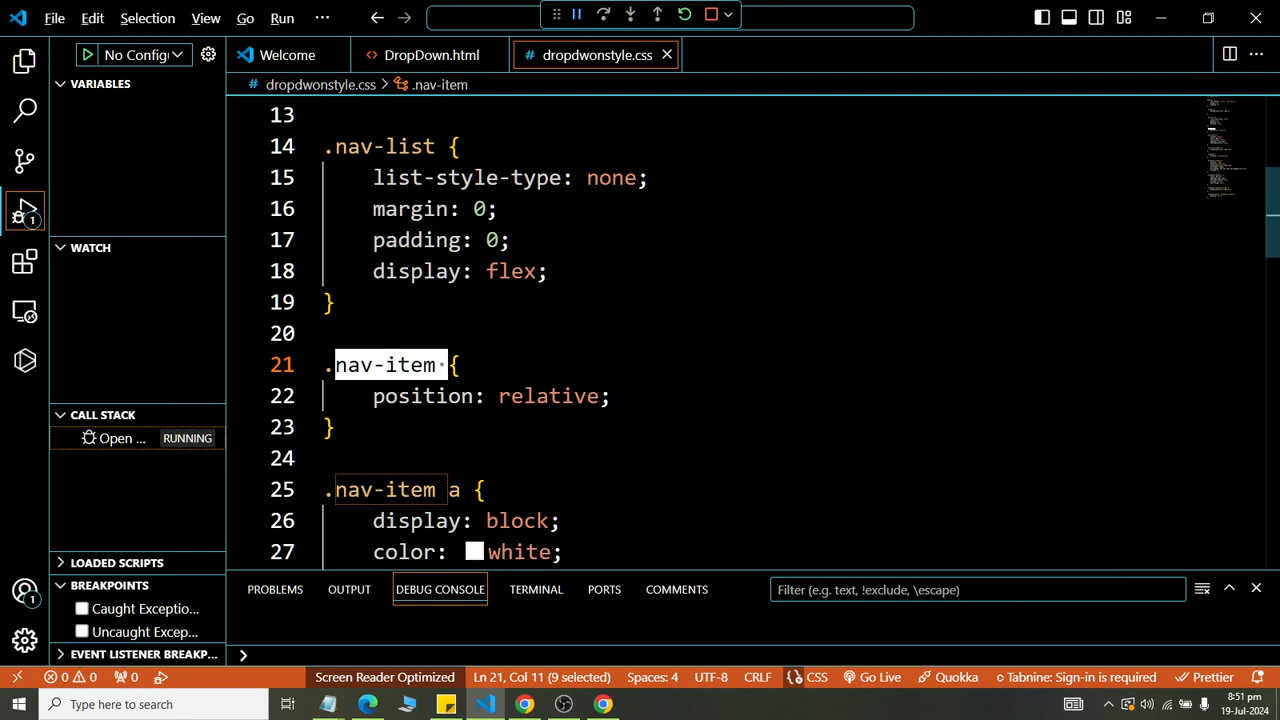 File Edit Selection View Go Run ···
No Config
Welcome
DropDown.html
# dropdwonstyle.css
# dropdwonstyle.css > .nav-item
VARIABLES
WATCH
CALL STACK
Open ... RUNNING
LOADED SCRIPTS
BREAKPOINTS
Caught Exceptio...
Uncaught Excep...
EVENT LISTENER BREAKP...
1
1
13
14 .nav-list {
15 list-style-type: none;
16 margin: 0;
17 padding: 0;
18 display: flex;
19 }
20
21 .nav-item {
22 position: relative;
23 }
24
25 .nav-item a {
26 display: block;
27 color: white;
PROBLEMS OUTPUT DEBUG CONSOLE TERMINAL PORTS COMMENTS
Filter (e.g. text, !exclude, \escape)
>
0 0 0 Screen Reader Optimized Ln 21, Col 11 (9 selected) Spaces: 4 UTF-8 CRLF CSS Go Live Quokka Tabnine: Sign-in is required Prettier
Type here to search
8:51 pm
19-Jul-2024